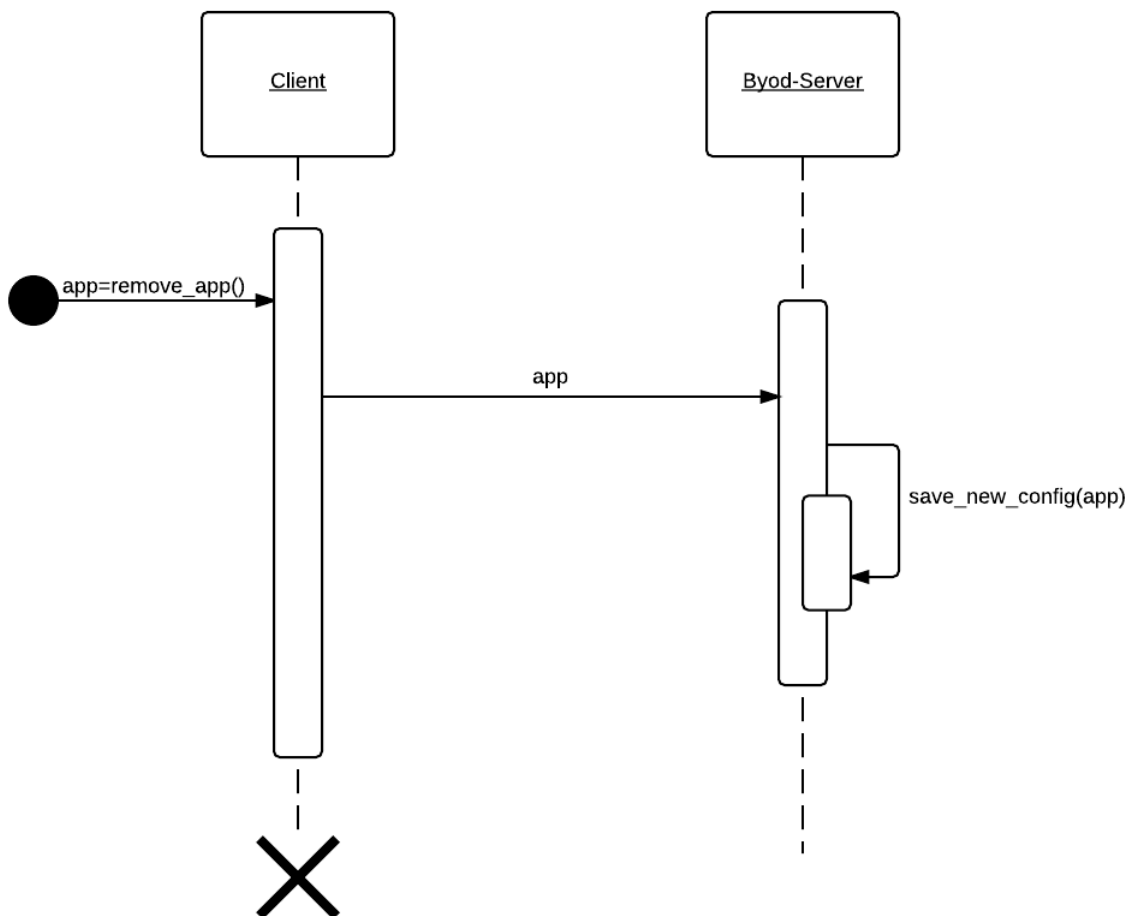 Client
Byod-Server
app=remove_app()
app
save_new_config(app)